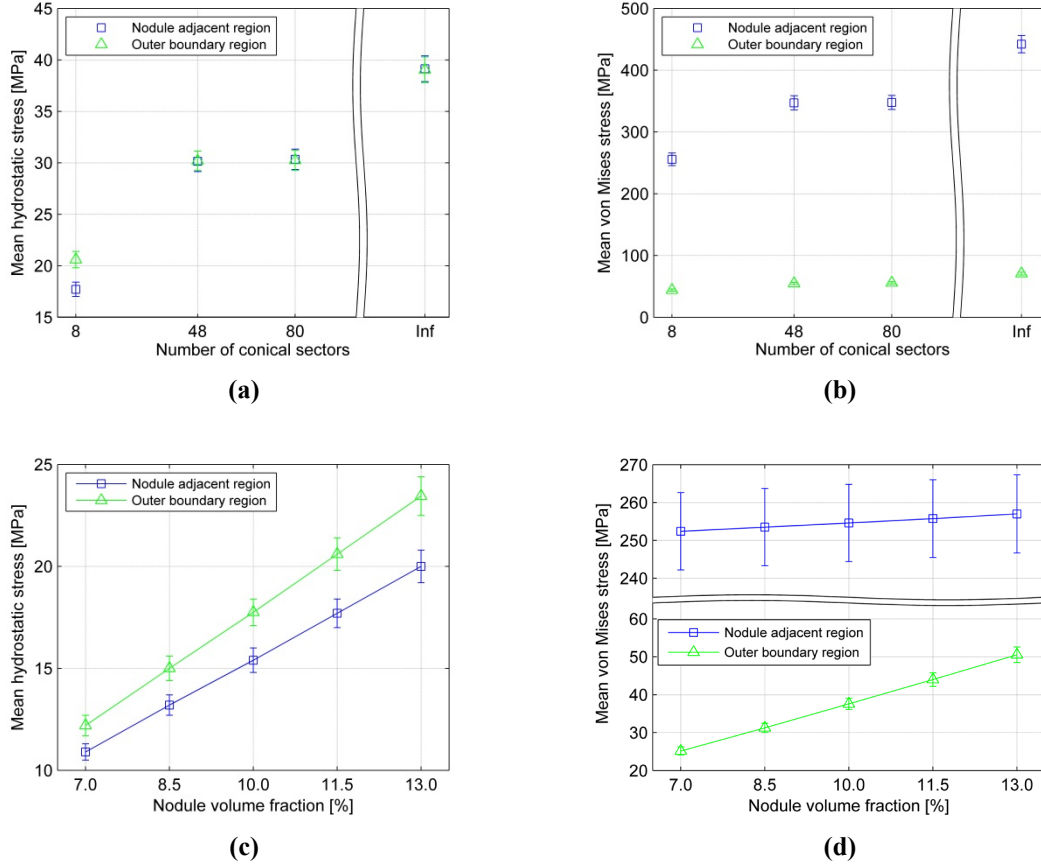 Mean hydrostatic stress [MPa]
45
40
35
30
25
20
15
Nodule adjacent region
Outer boundary region
8
48
80
Inf
Number of conical sectors
(a)
Mean von Mises stress [MPa]
500
400
300
200
100
0
Nodule adjacent region
Outer boundary region
8
48
80
Inf
Number of conical sectors
(b)
Mean hydrostatic stress [MPa]
25
20
15
10
Nodule adjacent region
Outer boundary region
7.0
8.5
10.0
11.5
13.0
Nodule volume fraction [%]
(c)
Mean von Mises stress [MPa]
270
260
250
240
60
50
40
30
20
Nodule adjacent region
Outer boundary region
7.0
8.5
10.0
11.5
13.0
Nodule volume fraction [%]
(d)